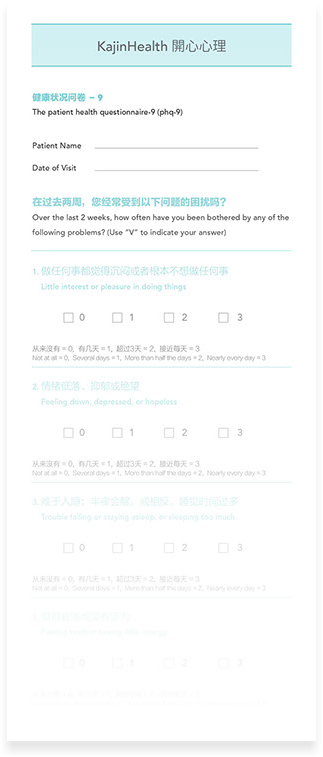 KajinHealth 開心心理
健康状况问卷 – 9
The patient health questionnaire-9 (phq-9)
Patient Name
Date of Visit
在过去两周，您经常受到以下问题的困扰吗？
Over the last 2 weeks, how often have you been bothered by any of the
following problems? (Use “V” to indicate your answer)
1. 做任何事都觉得沉闷或者根本不想做任何事
Little interest or pleasure in doing things
0 1 2 3
从来没有 = 0, 有几天 = 1, 超过3天 = 2, 接近每天 = 3
Not at all = 0, Several days = 1, More than half the days = 2, Nearly every day = 3
2. 情绪低落、抑郁或绝望
Feeling down, depressed, or hopeless
0 1 2 3
从来没有 = 0, 有几天 = 1, 超过3天 = 2, 接近每天 = 3
Not at all = 0, Several days = 1, More than half the days = 2, Nearly every day = 3
3. 难于入睡；半夜会醒，或相反，睡觉时间过多
Trouble falling or staying asleep, or sleeping too much
0 1 2 3
从来没有 = 0, 有几天 = 1, 超过3天 = 2, 接近每天 = 3
Not at all = 0, Several days = 1, More than half the days = 2, Nearly every day = 3
Feeling tired or having little energy
0 1 2 3